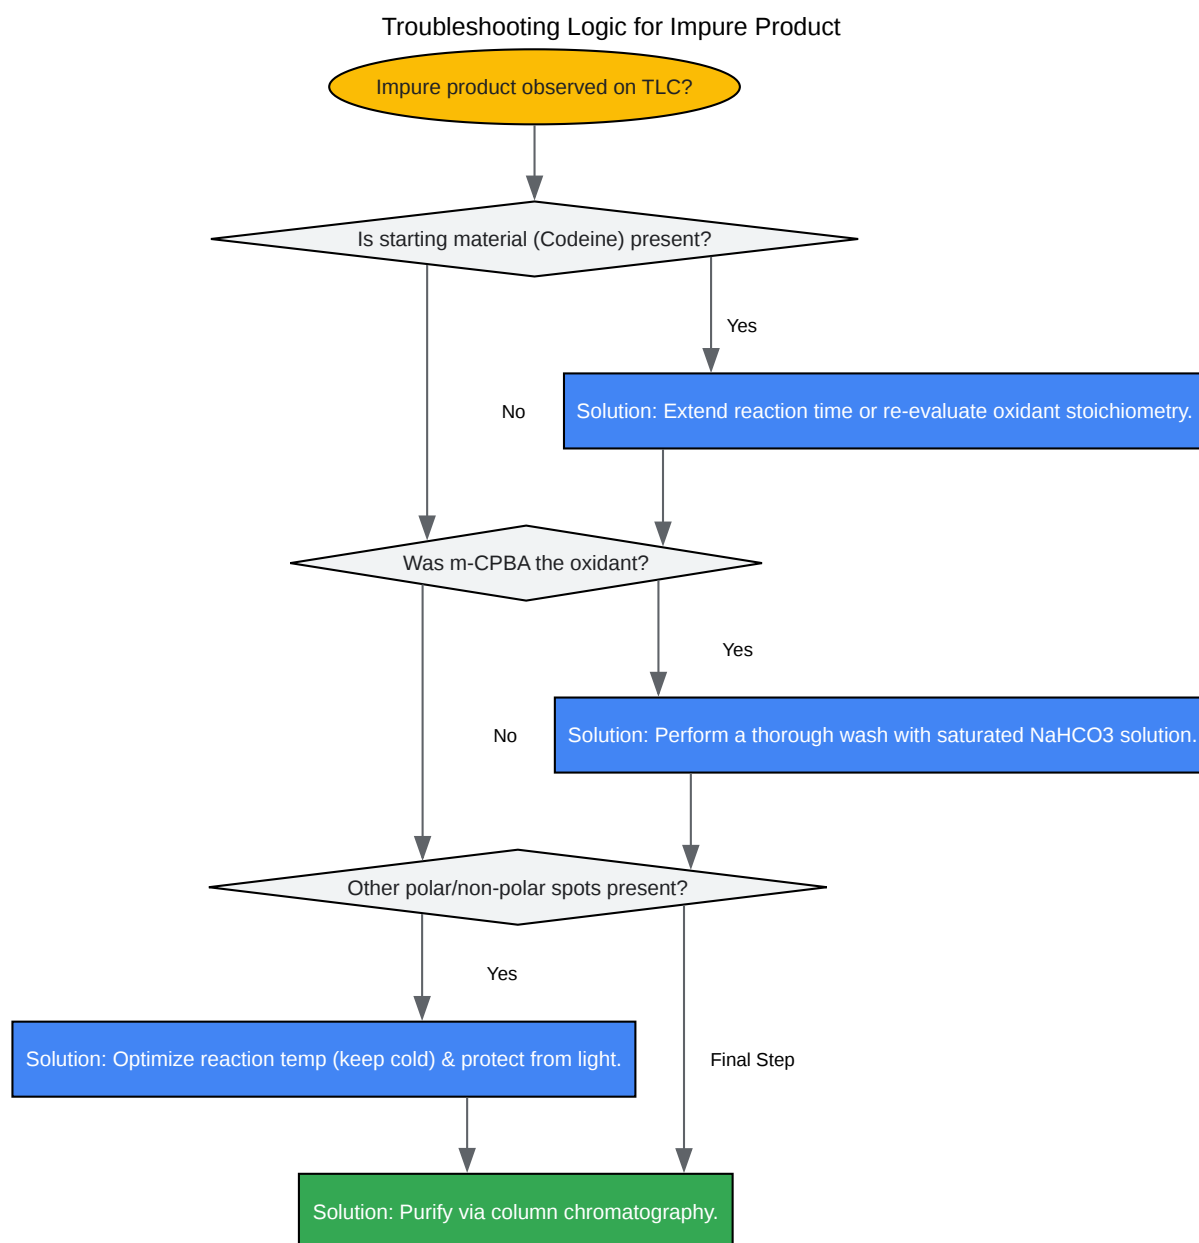 Troubleshooting Logic for Impure Product
Impure product observed on TLC?
Is starting material (Codeine) present?
Yes
No
Solution: Extend reaction time or re-evaluate oxidant stoichiometry.
Was m-CPBA the oxidant?
Yes
No
Solution: Perform a thorough wash with saturated NaHCO3 solution.
Other polar/non-polar spots present?
Yes
Solution: Optimize reaction temp (keep cold) & protect from light.
Final Step
Solution: Purify via column chromatography.